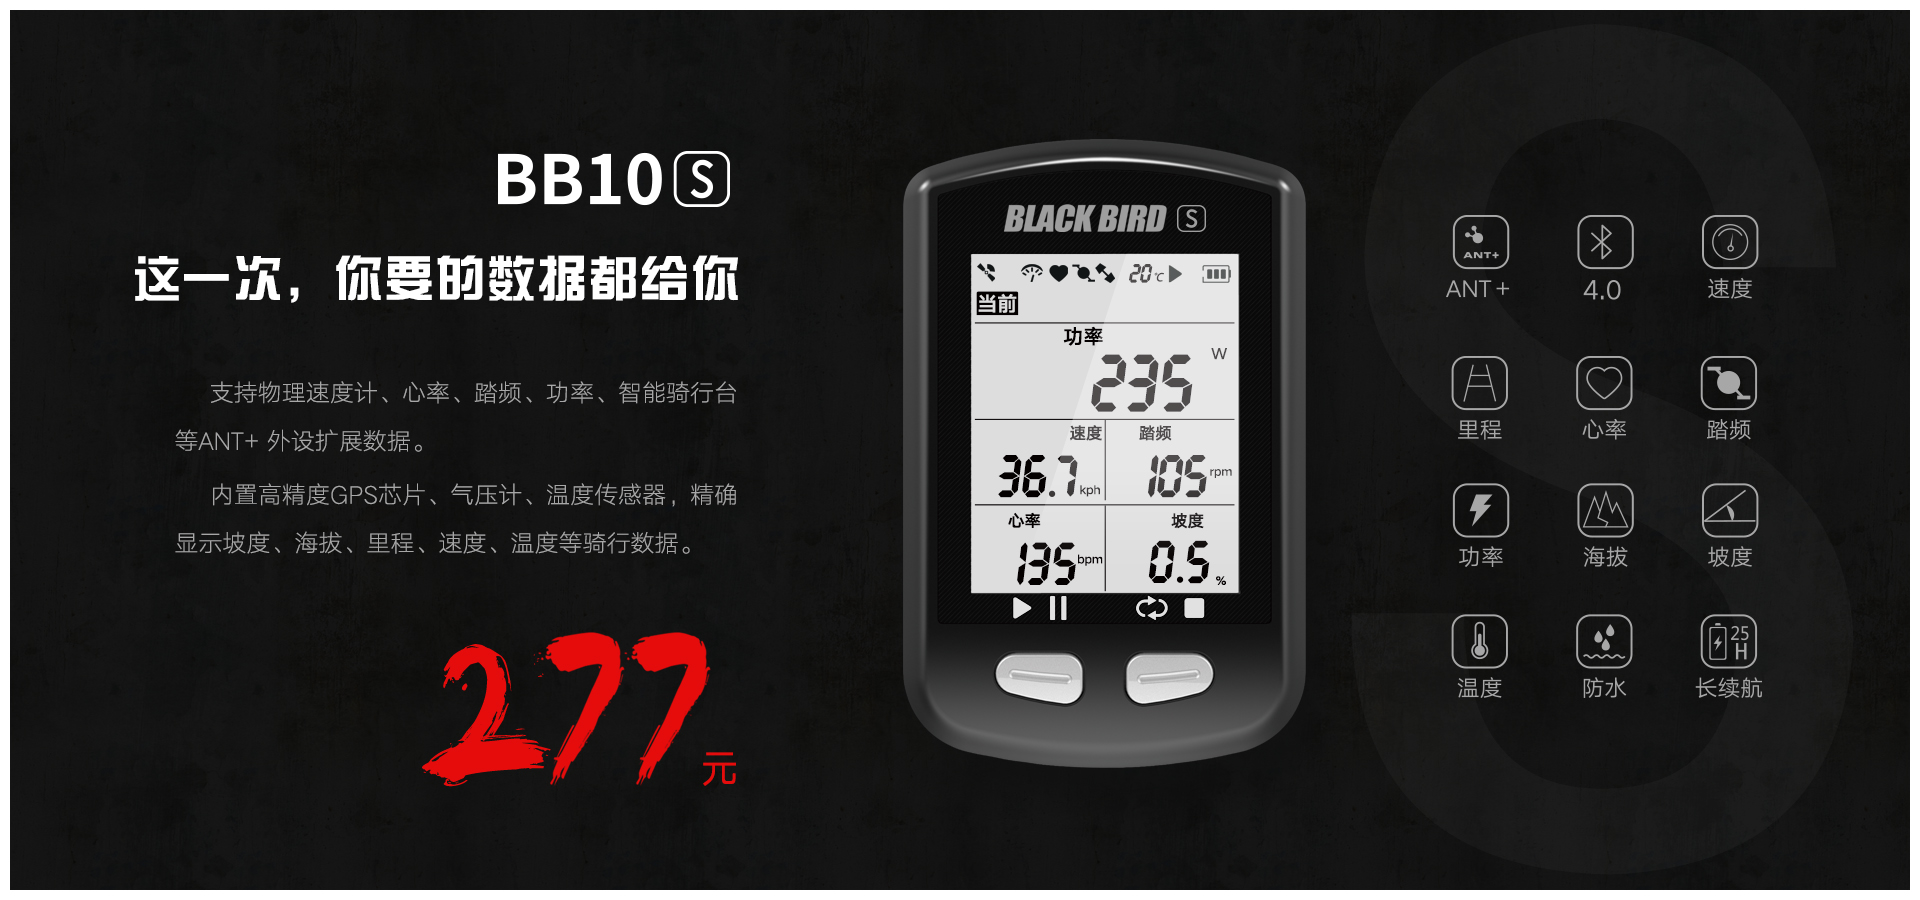 BB10 S
这一次，你要的数据都给你
支持物理速度计、心率、踏频、功率、智能骑行台
等ANT+ 外设扩展数据。
内置高精度GPS芯片、气压计、温度传感器，精确
显示坡度、海拔、里程、速度、温度等骑行数据。
277元
BLACK BIRD S
20℃
当前
功率
235 W
速度 踏频
36.7 kph 105 rpm
心率 坡度
135 bpm 0.5 %
ANT+
ANT+ 4.0 速度
里程 心率 踏频
功率 海拔 坡度
25
H
温度 防水 长续航
S